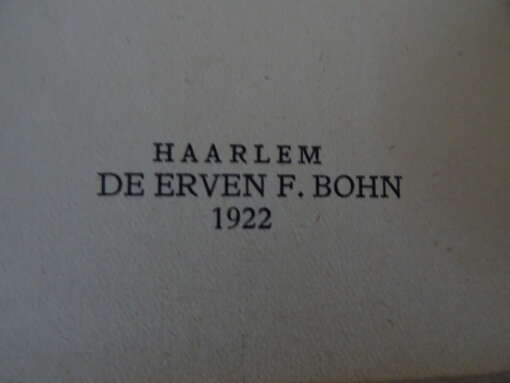 HAARLEM
DE ERVEN F. BOHN
1922